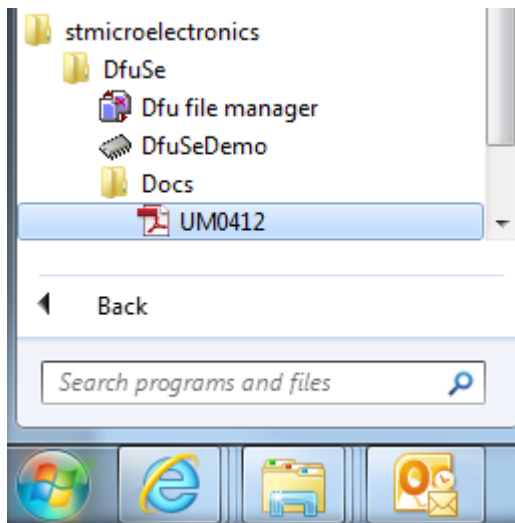 stmicroelectronics
DfuSe
Dfu file manager
DfuSeDemo
Docs
UM0412
Back
Search programs and files